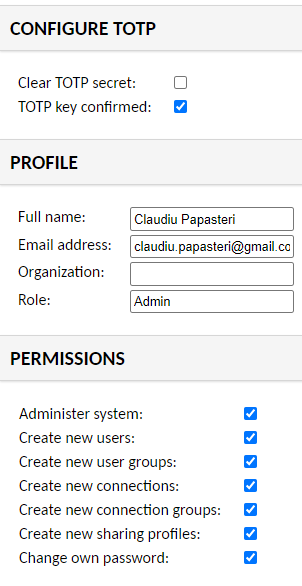 CONFIGURE TOTP
Clear TOTP secret:
TOTP key confirmed:
PROFILE
Full name: Claudiu Papasteri
Email address: claudiu.papasteri@gmail.co
Organization:
Role: Admin
PERMISSIONS
Administer system:
Create new users:
Create new user groups:
Create new connections:
Create new connection groups:
Create new sharing profiles:
Change own password: